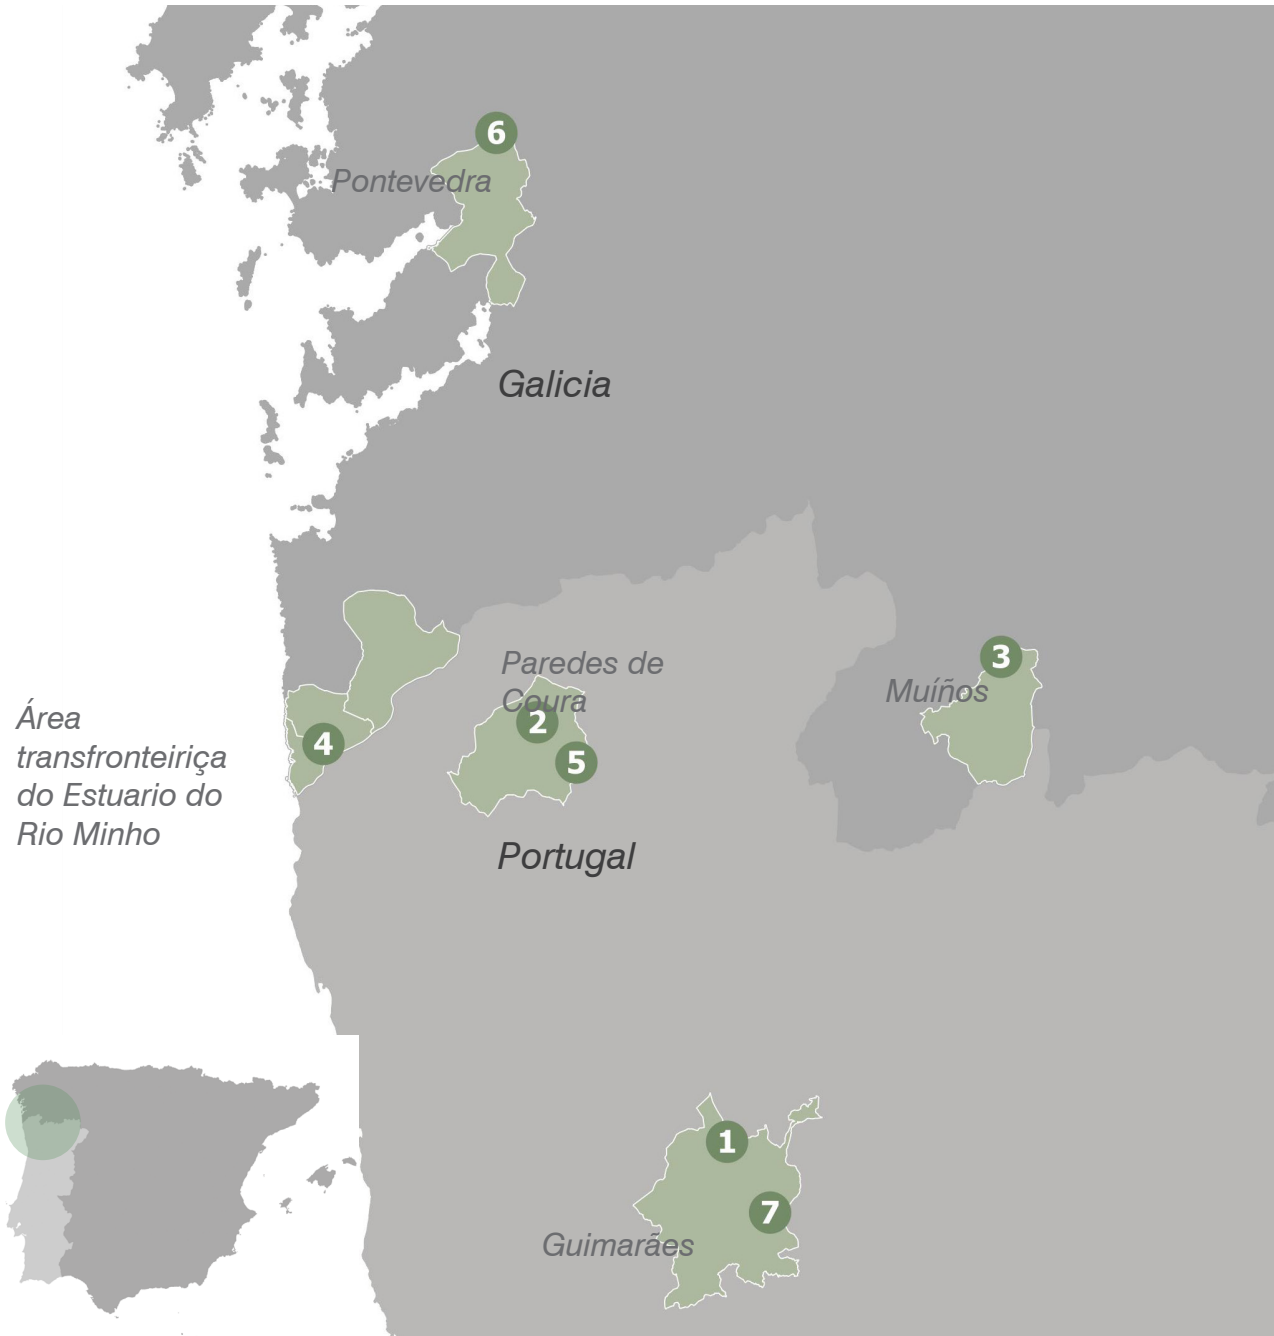 6
Pontevedra
Galicia
Paredes de
Coura
2
5
3
Muíños
Área
transfronteiriça
do Estuario do
Rio Minho
4
Portugal
1
7
Guimarães